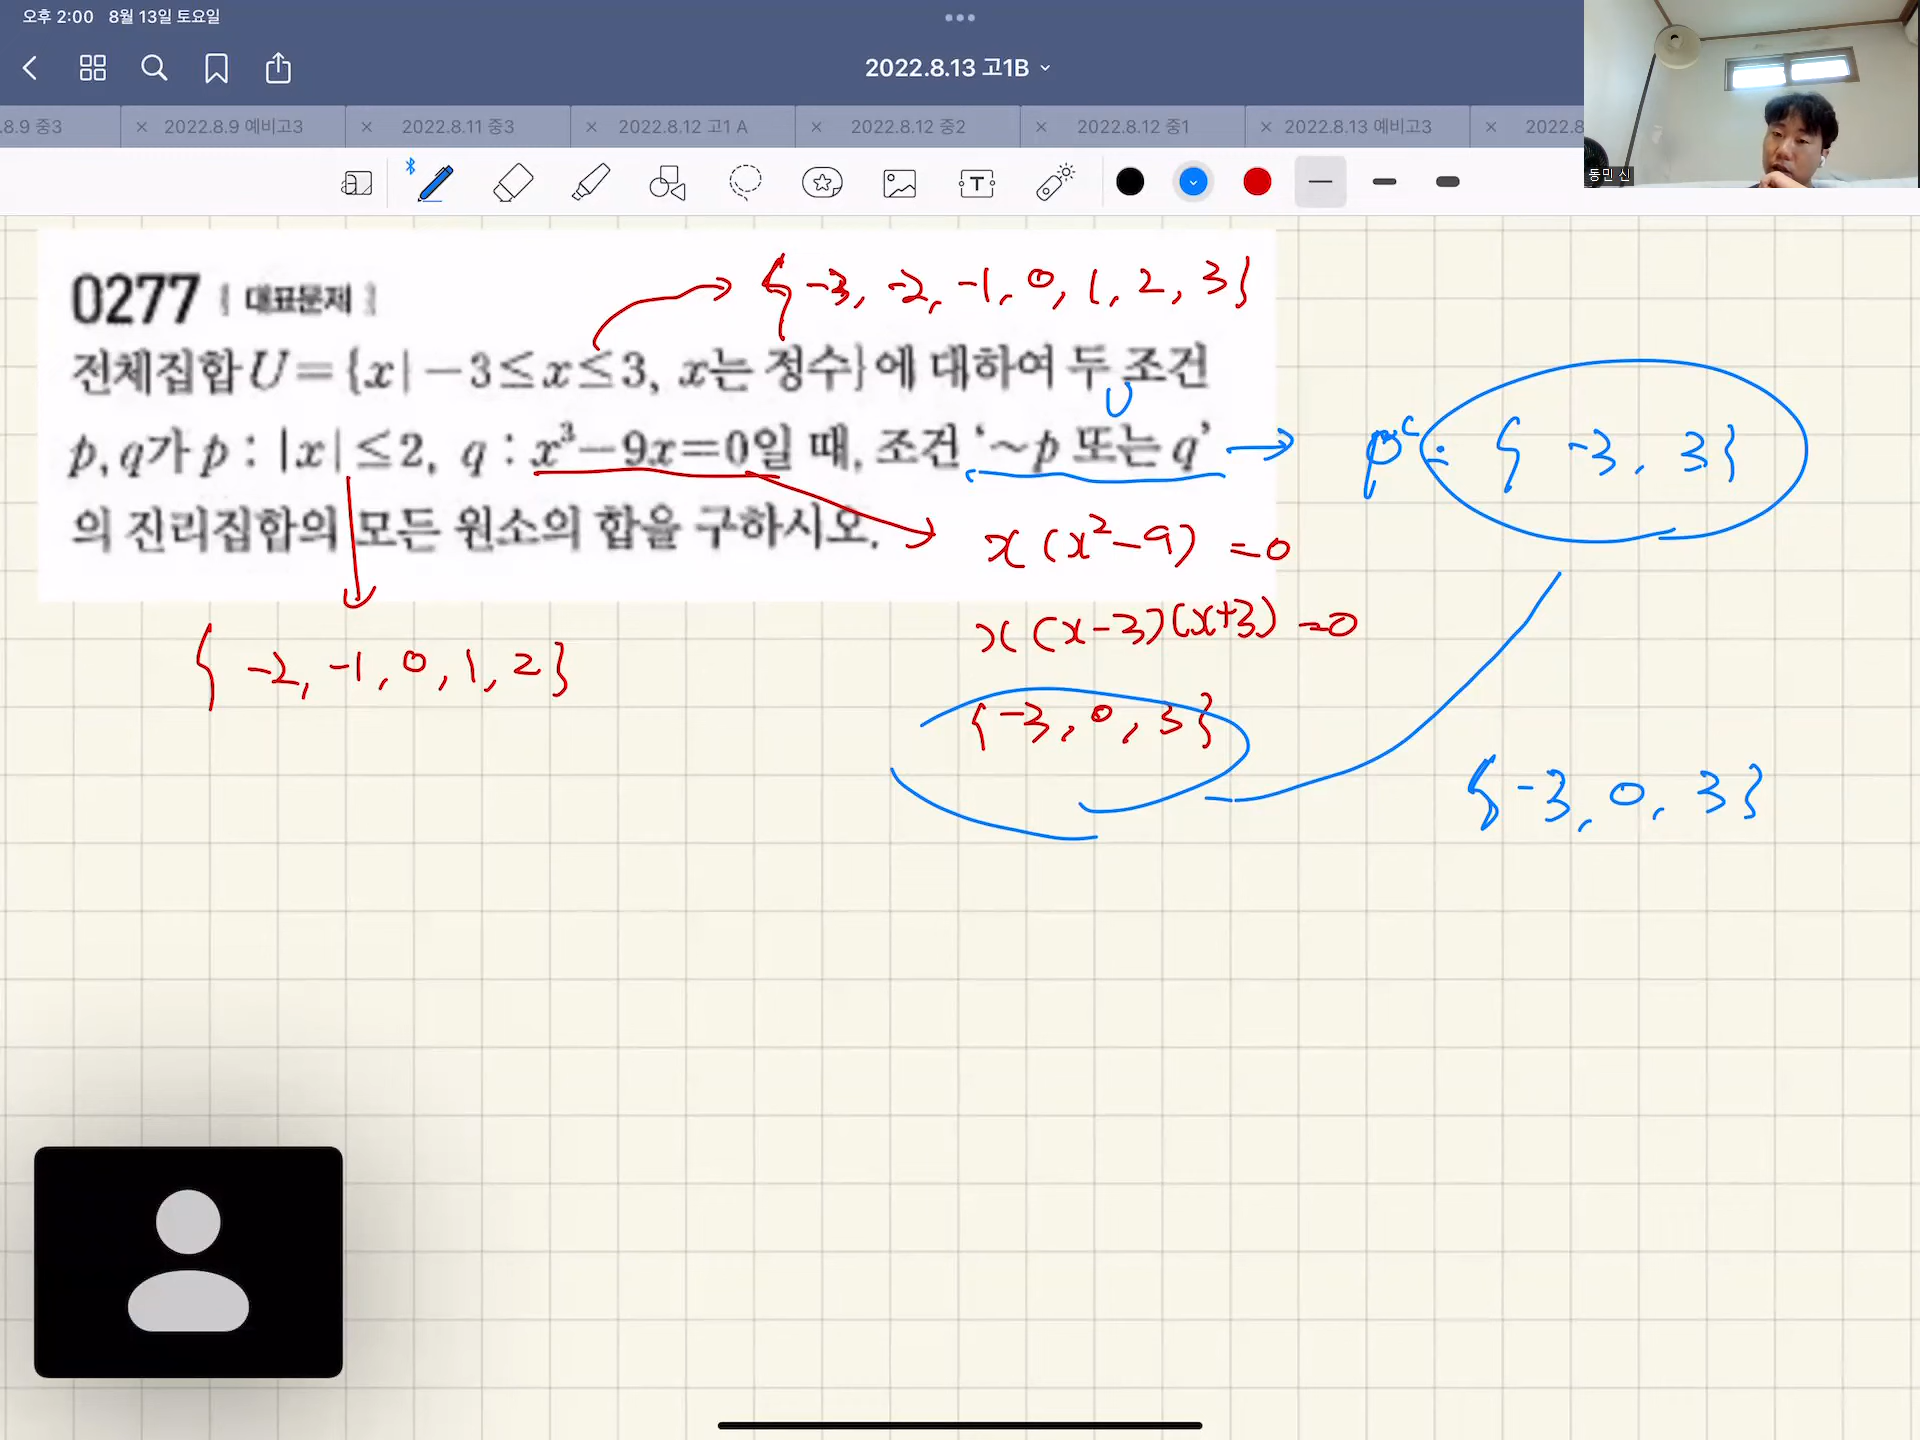 오후 2:00 8월 13일 토요일
2022.8.13 고1B
.8.9 중3
2022.8.9 예비고3
2022.8.11 중3
2022.8.12 고1 A
2022.8.12 중2
2022.8.12 중1
2022.8.13 예비고3
2022.8
동민 신
0277 { 대표문제 }
{ -3, -2, -1, 0, 1, 2, 3 }
전체집합 U={x|-3≤x≤3, x는 정수}에 대하여 두 조건
∪
p, q가 p : |x|≤2, q : x³-9x=0일 때, 조건 '~p 또는 q'
pᶜ = { -3, 3 }
의 진리집합의 모든 원소의 합을 구하시오.
x(x²-9) =0
x(x-3)(x+3) =0
{ -2, -1, 0, 1, 2 }
{ -3, 0, 3 }
{ -3, 0, 3 }